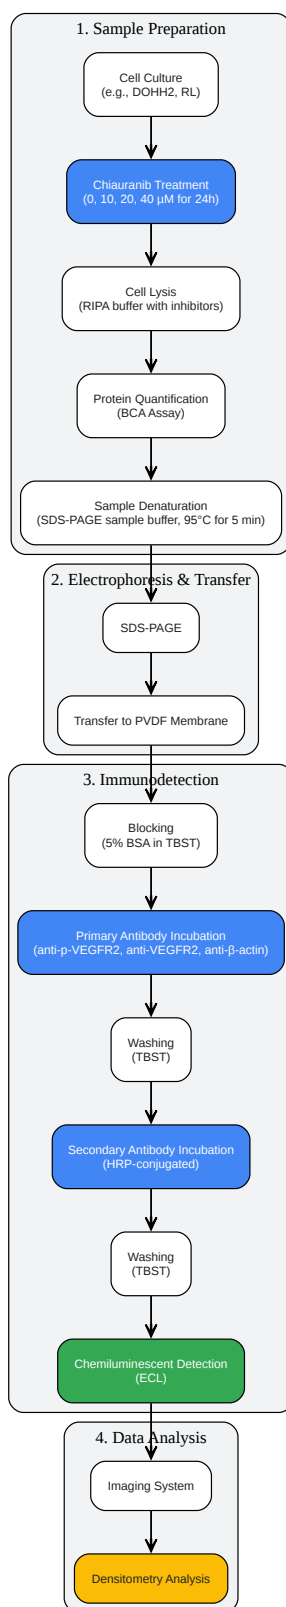 1. Sample Preparation
Cell Culture
(e.g., DOHH2, RL)
Chiauranib Treatment
(0, 10, 20, 40 µM for 24h)
Cell Lysis
(RIPA buffer with inhibitors)
Protein Quantification
(BCA Assay)
Sample Denaturation
(SDS-PAGE sample buffer, 95°C for 5 min)
2. Electrophoresis & Transfer
SDS-PAGE
Transfer to PVDF Membrane
3. Immunodetection
Blocking
(5% BSA in TBST)
Primary Antibody Incubation
(anti-p-VEGFR2, anti-VEGFR2, anti-β-actin)
Washing
(TBST)
Secondary Antibody Incubation
(HRP-conjugated)
Washing
(TBST)
Chemiluminescent Detection
(ECL)
4. Data Analysis
Imaging System
Densitometry Analysis